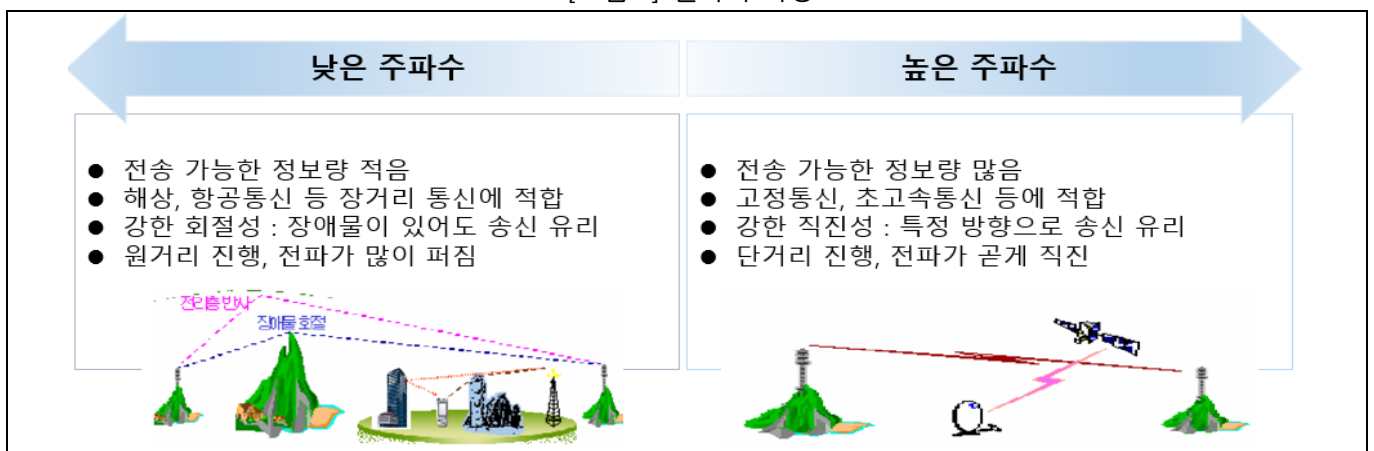 낮은 주파수
높은 주파수
● 전송 가능한 정보량 적음
● 해상, 항공통신 등 장거리 통신에 적합
● 강한 회절성 : 장애물이 있어도 송신 유리
● 원거리 진행, 전파가 많이 퍼짐
● 전송 가능한 정보량 많음
● 고정통신, 초고속통신 등에 적합
● 강한 직진성 : 특정 방향으로 송신 유리
● 단거리 진행, 전파가 곧게 직진
전리층반사
장애물 회절